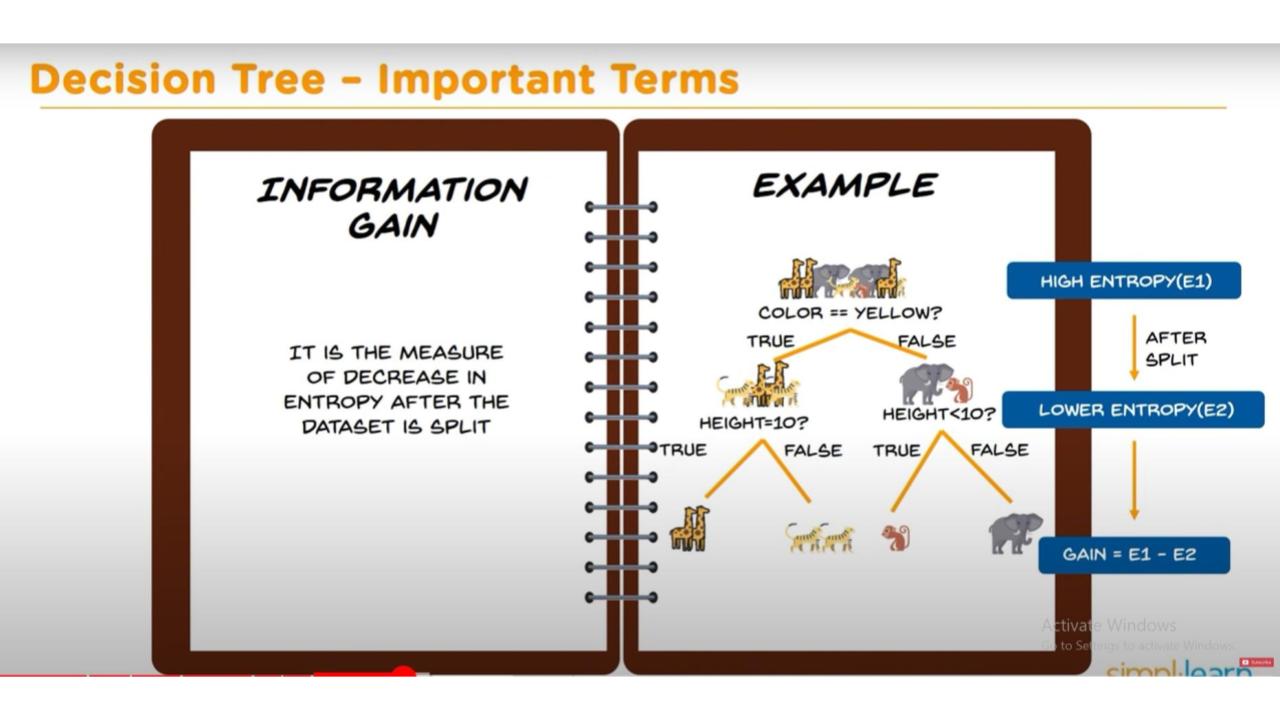 Decision Tree – Important Terms
INFORMATION
GAIN
IT IS THE MEASURE
OF DECREASE IN
ENTROPY AFTER THE
DATASET IS SPLIT
EXAMPLE
COLOR == YELLOW?
TRUE
FALSE
HEIGHT=10?
HEIGHT<10?
TRUE
FALSE
TRUE
FALSE
HIGH ENTROPY(E1)
AFTER
SPLIT
LOWER ENTROPY(E2)
GAIN = E1 - E2
Activate Windows
Go to Settings to activate Windows.
Subscribe
simplilearn